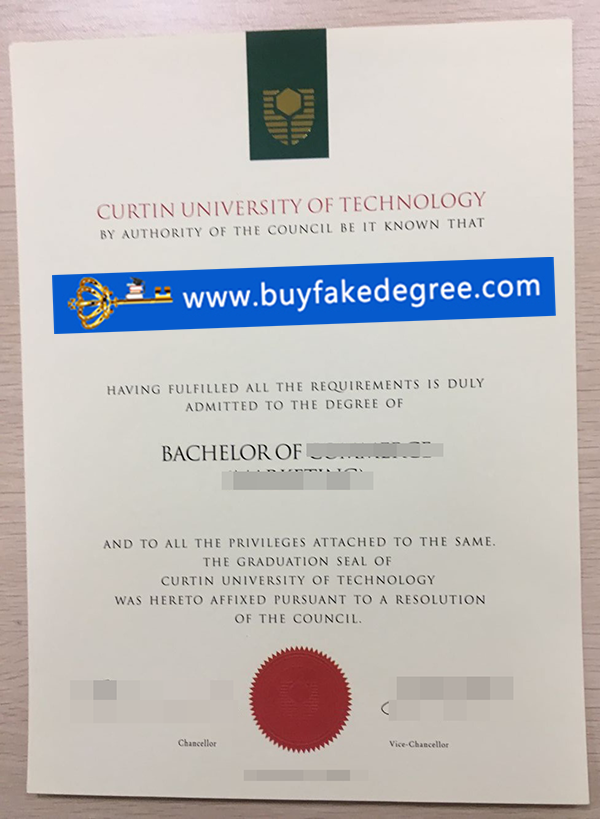 CURTIN UNIVERSITY OF TECHNOLOGY
BY AUTHORITY OF THE COUNCIL BE IT KNOWN THAT
www.buyfakedegree.com
HAVING FULFILLED ALL THE REQUIREMENTS IS DULY
ADMITTED TO THE DEGREE OF
BACHELOR OF
AND TO ALL THE PRIVILEGES ATTACHED TO THE SAME.
THE GRADUATION SEAL OF
CURTIN UNIVERSITY OF TECHNOLOGY
WAS HERETO AFFIXED PURSUANT TO A RESOLUTION
OF THE COUNCIL.
Chancellor
Vice-Chancellor